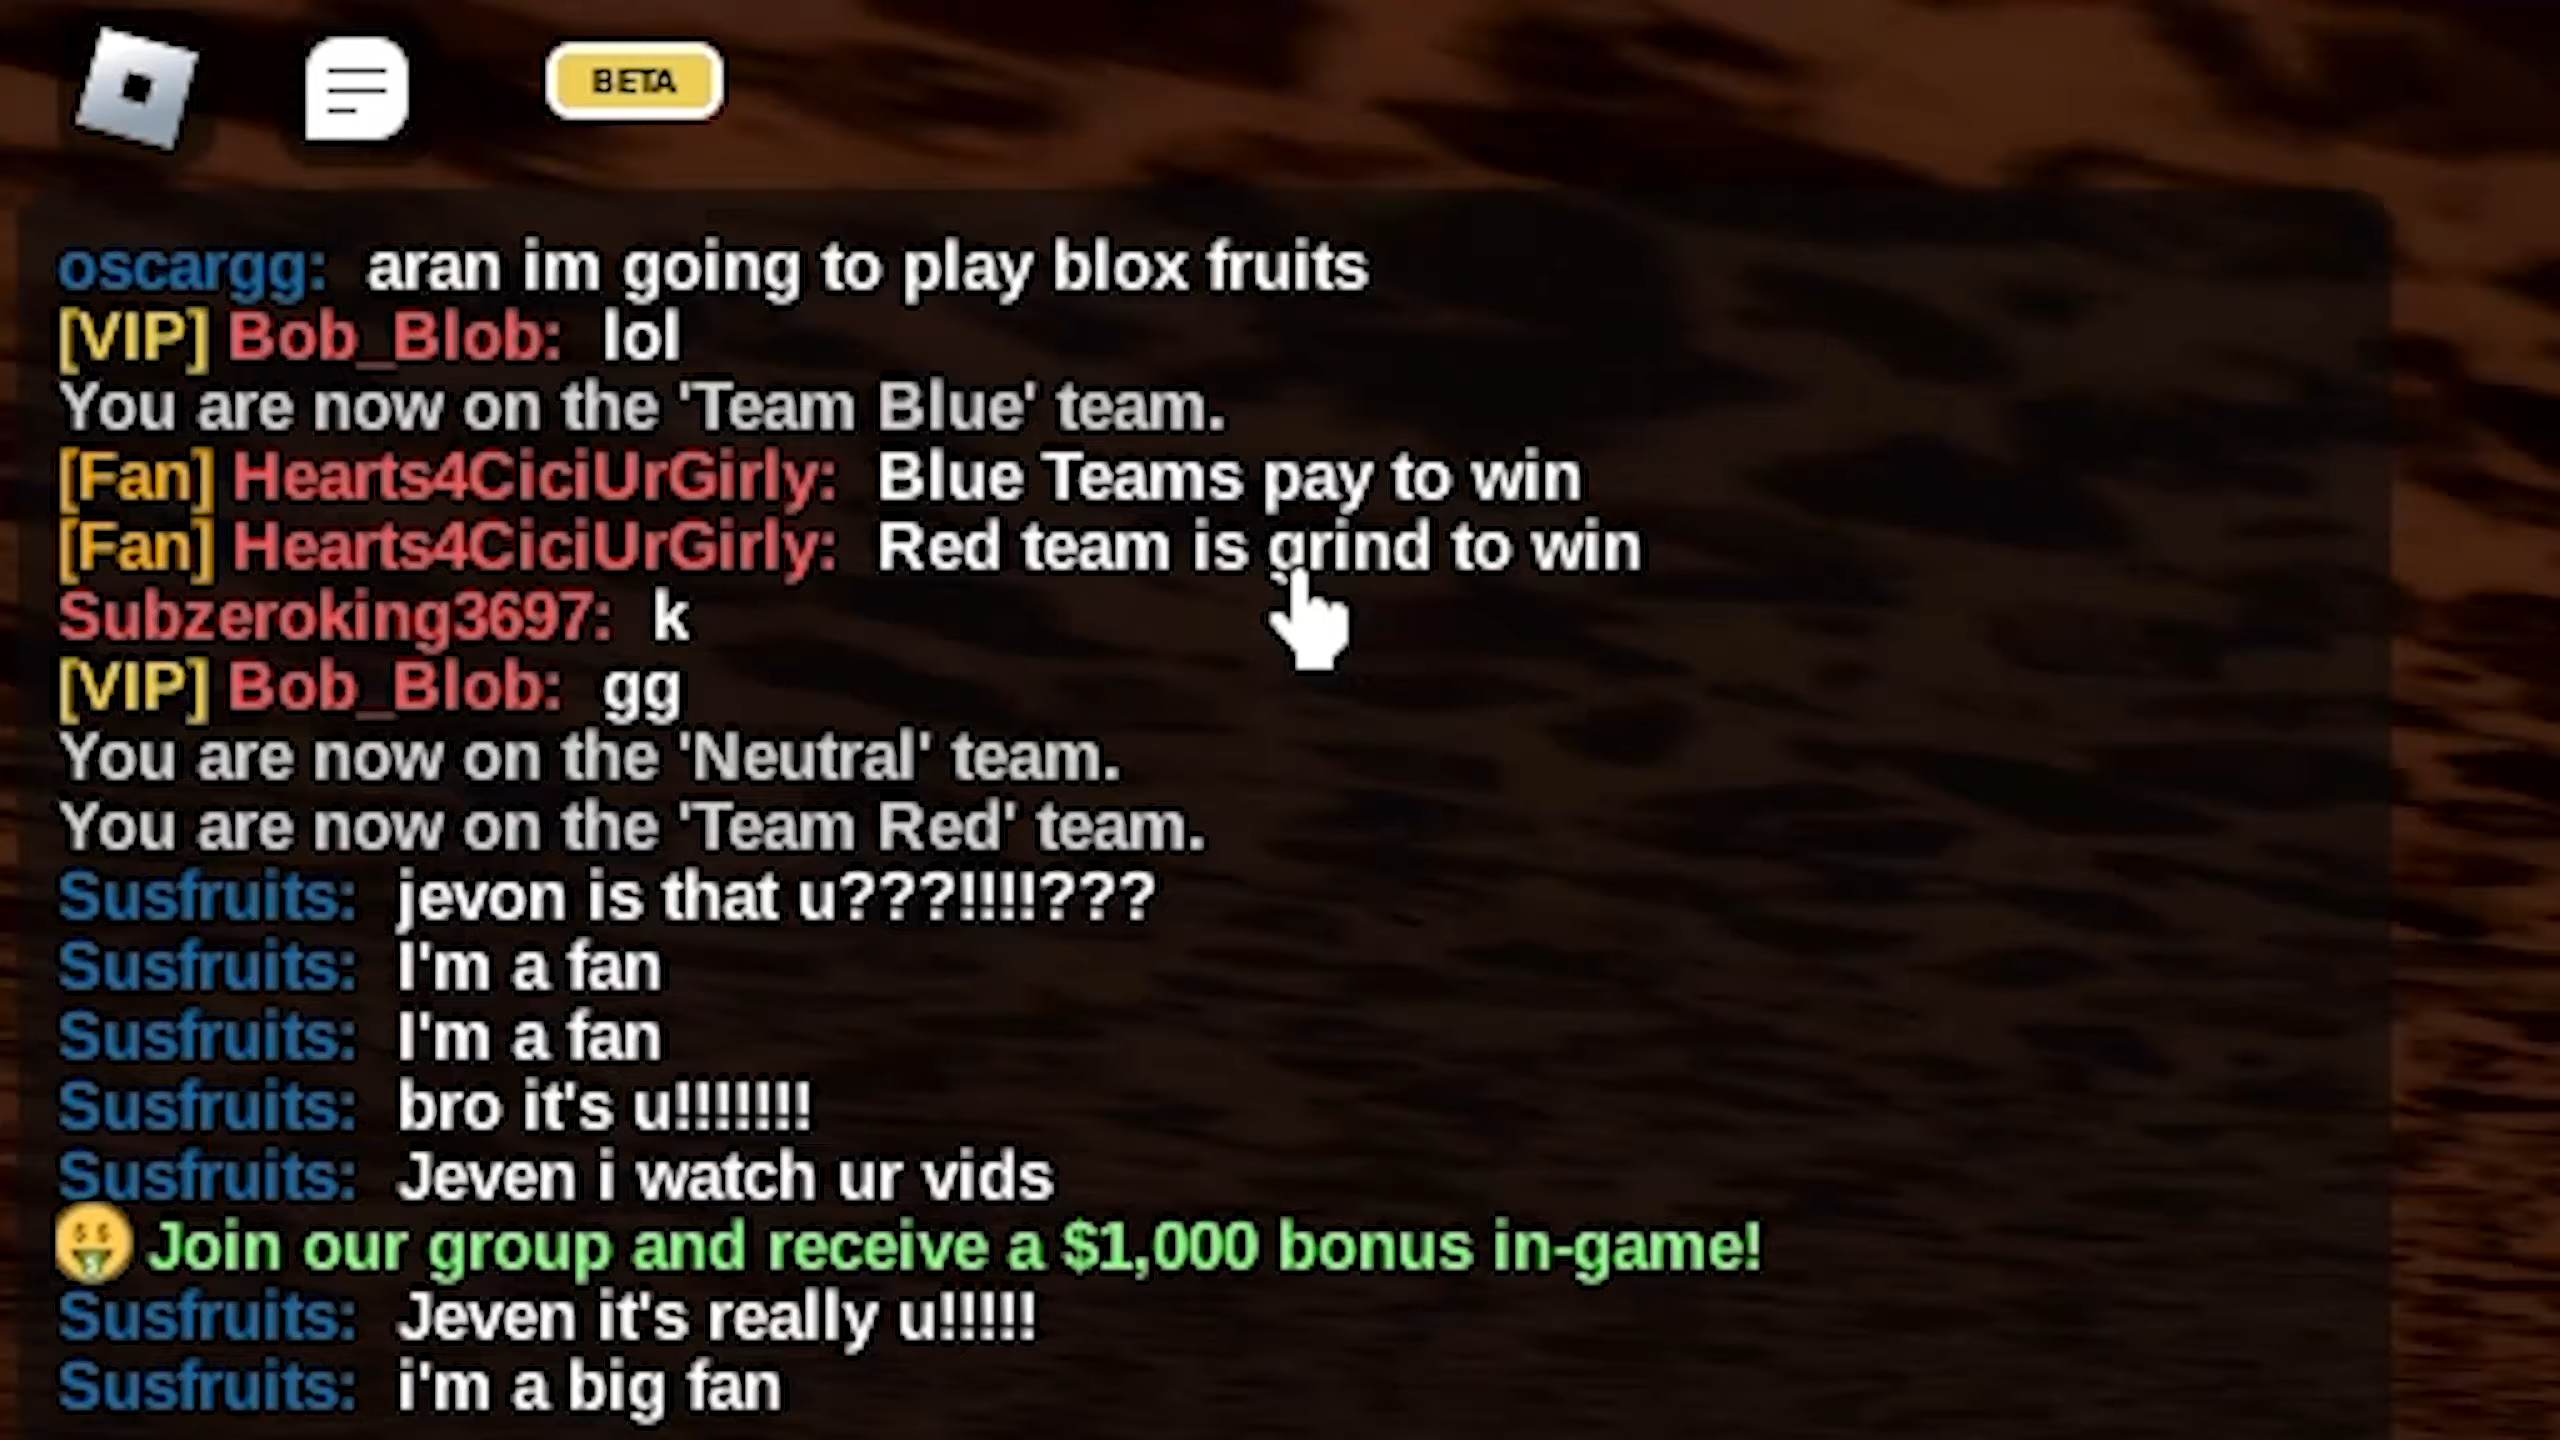 BETA
oscargg: aran im going to play blox fruits
[VIP] Bob_Blob: lol
You are now on the 'Team Blue' team.
[Fan] Hearts4CiciUrGirly: Blue Teams pay to win
[Fan] Hearts4CiciUrGirly: Red team is grind to win
Subzeroking3697: k
[VIP] Bob_Blob: gg
You are now on the 'Neutral' team.
You are now on the 'Team Red' team.
Susfruits: jevon is that u???!!!!???
Susfruits: I'm a fan
Susfruits: I'm a fan
Susfruits: bro it's u!!!!!!!!
Susfruits: Jeven i watch ur vids
🤑 Join our group and receive a $1,000 bonus in-game!
Susfruits: Jeven it's really u!!!!!
Susfruits: i'm a big fan